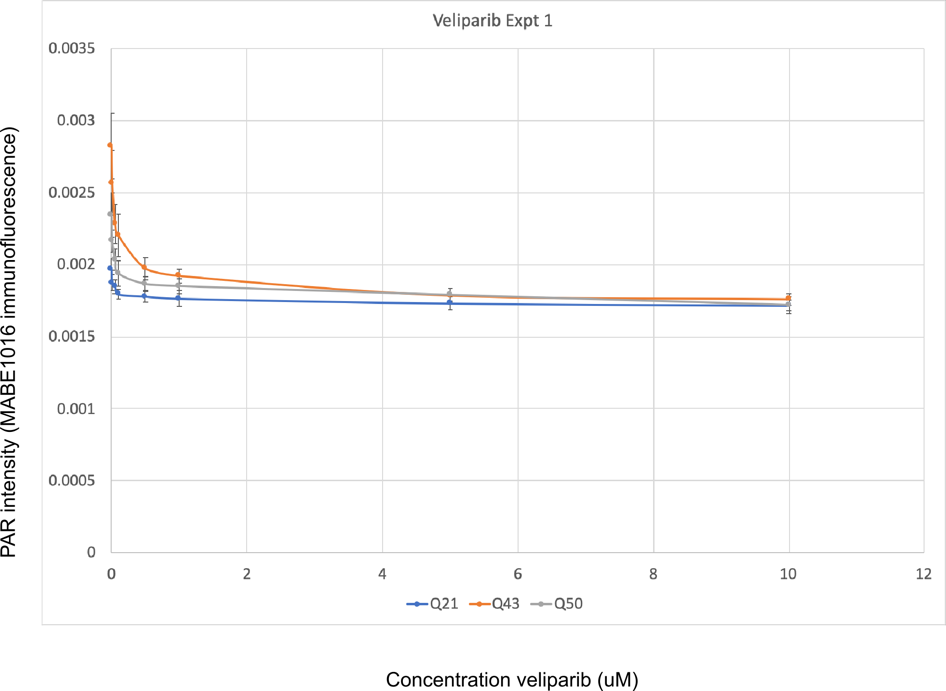 Veliparib Expt 1
PAR intensity (MABE1016 immunofluorescence)
0.0035
0.003
0.0025
0.002
0.0015
0.001
0.0005
0
0 2 4 6 8 10 12
Q21 Q43 Q50
Concentration veliparib (uM)